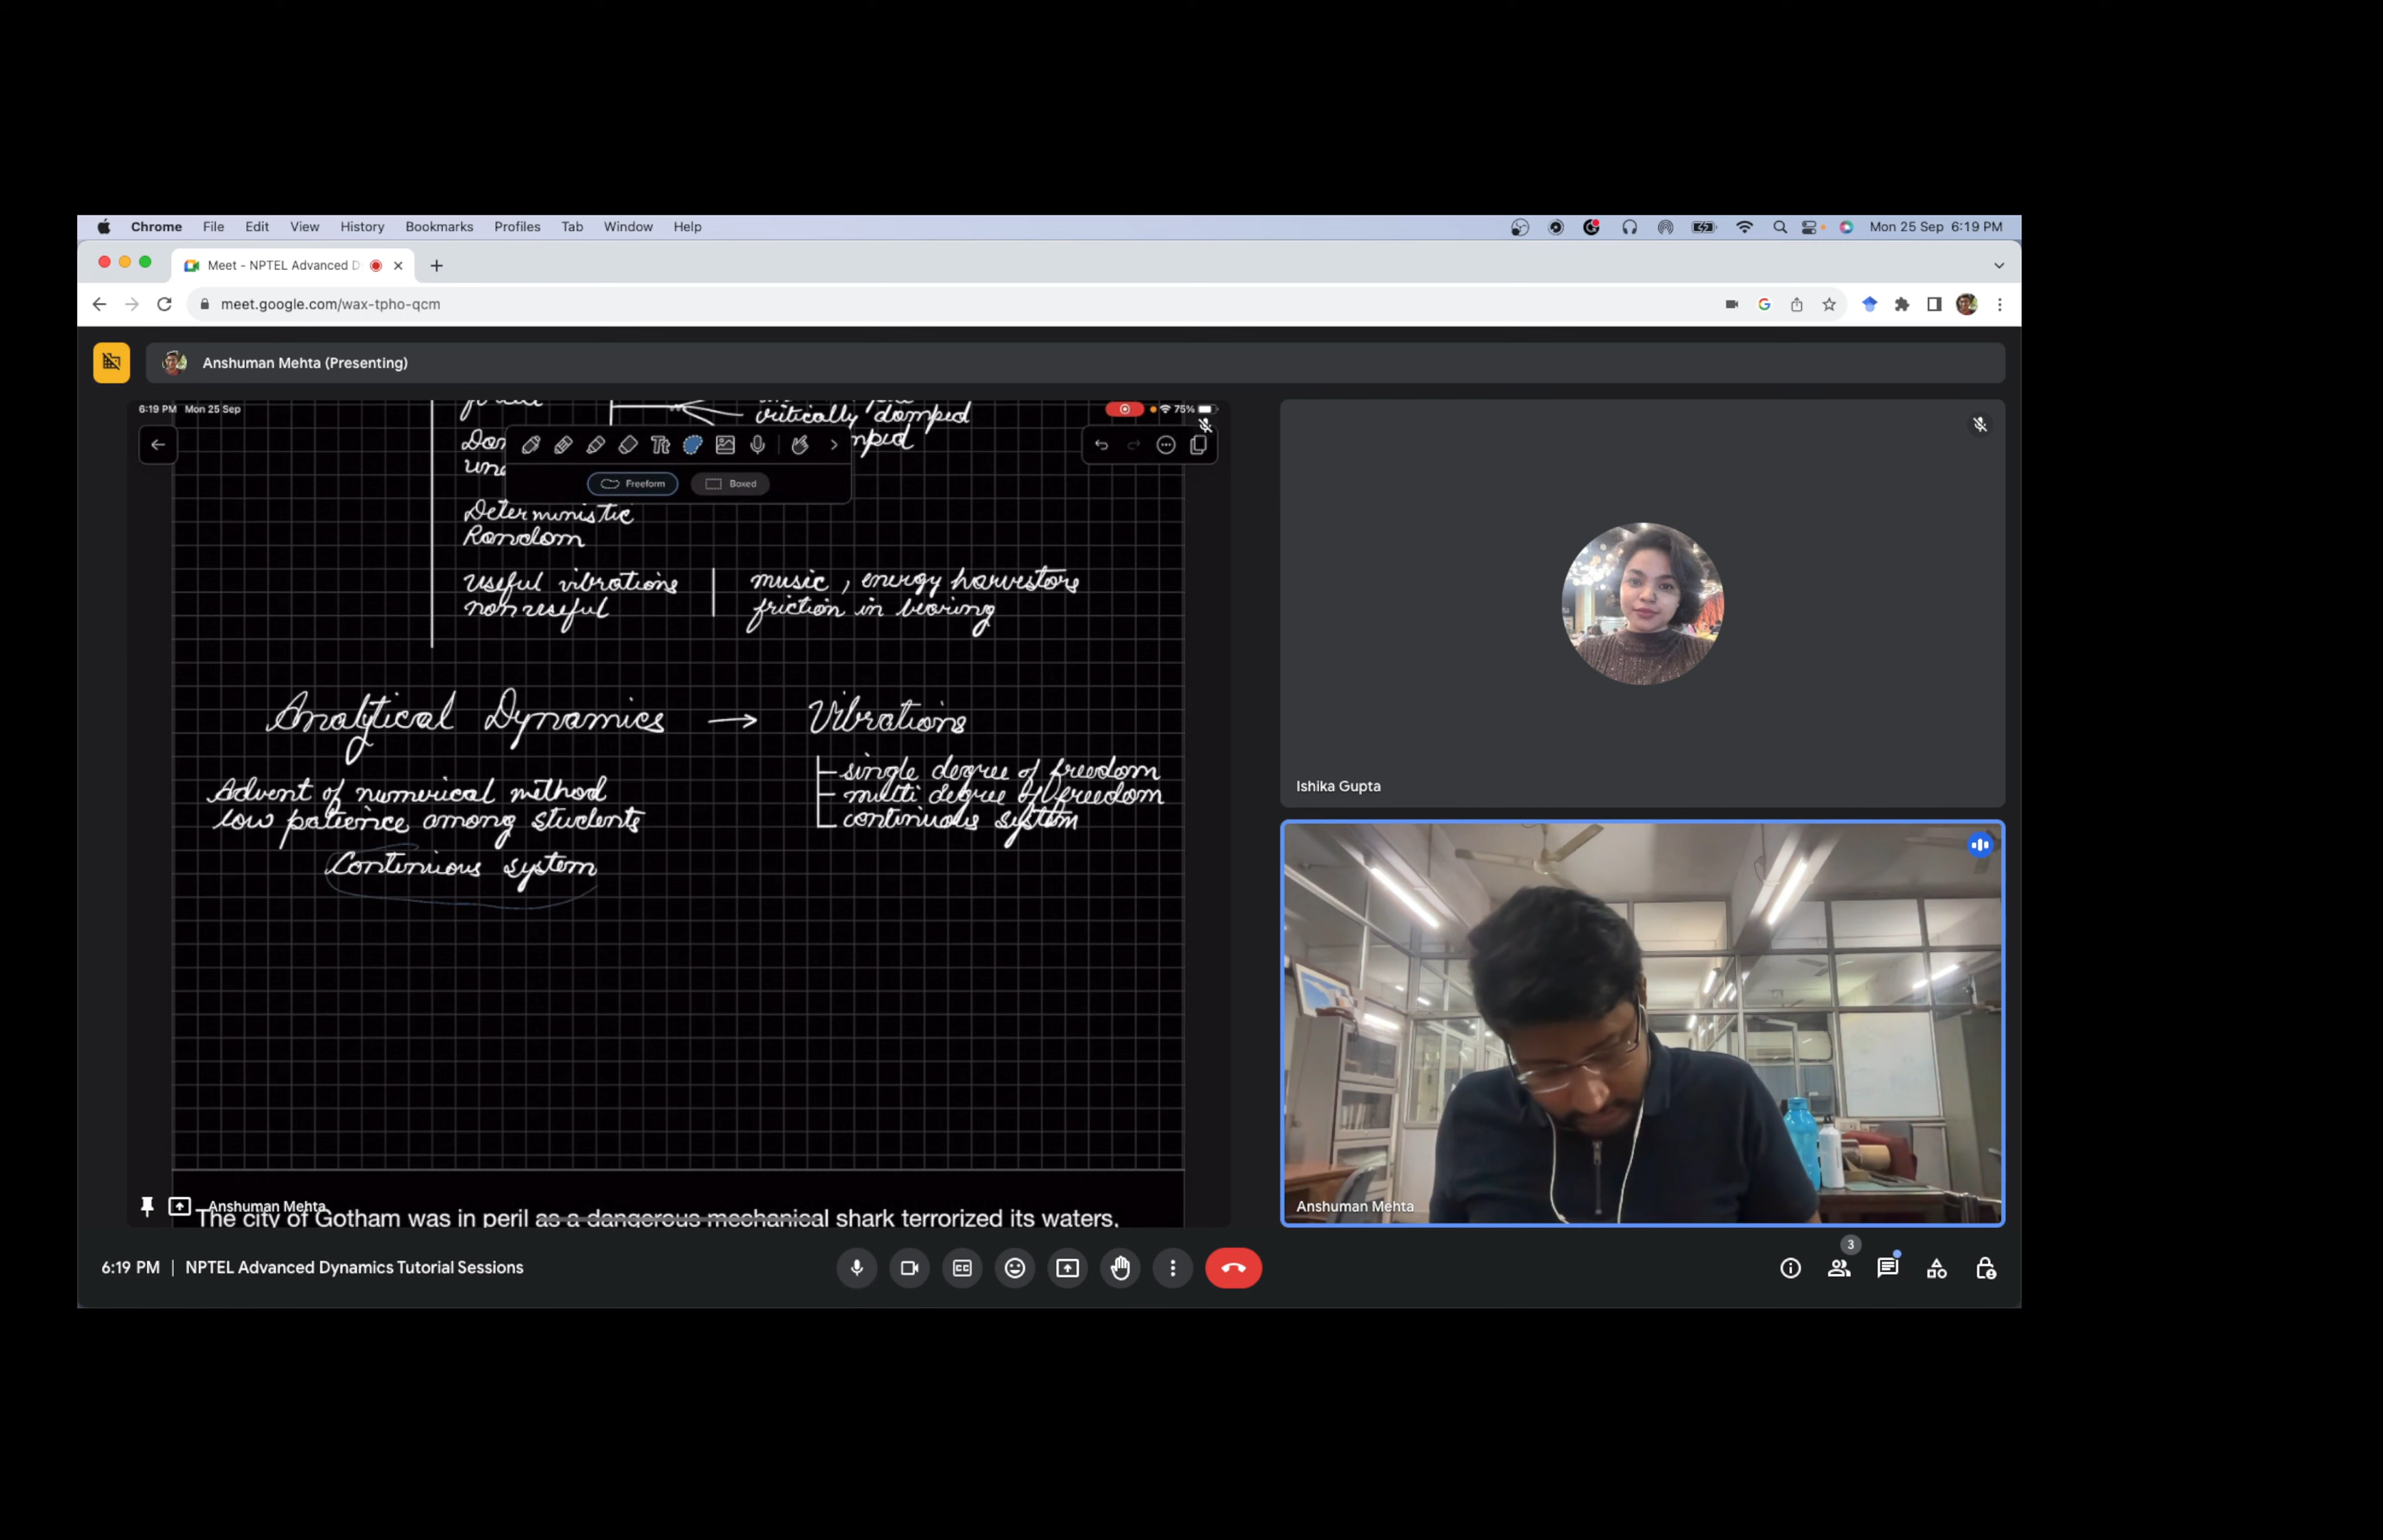 Chrome File Edit View History Bookmarks Profiles Tab Window Help Mon 25 Sep 6:19 PM
Meet - NPTEL Advanced D
meet.google.com/wax-tpho-qcm
Anshuman Mehta (Presenting)
6:19 PM Mon 25 Sep 75%
critically damped
Freeform Boxed
Deterministic
Random
useful vibrations | music, energy harvestors
non useful | friction in bearing
Analytical Dynamics → Vibrations
Advent of numerical method
low patience among students
Continuous system
single degree of freedom
multi degree of freedom
continuous system
Anshuman Mehta
The city of Gotham was in peril as a dangerous mechanical shark terrorized its waters,
Ishika Gupta
Anshuman Mehta
6:19 PM | NPTEL Advanced Dynamics Tutorial Sessions
3